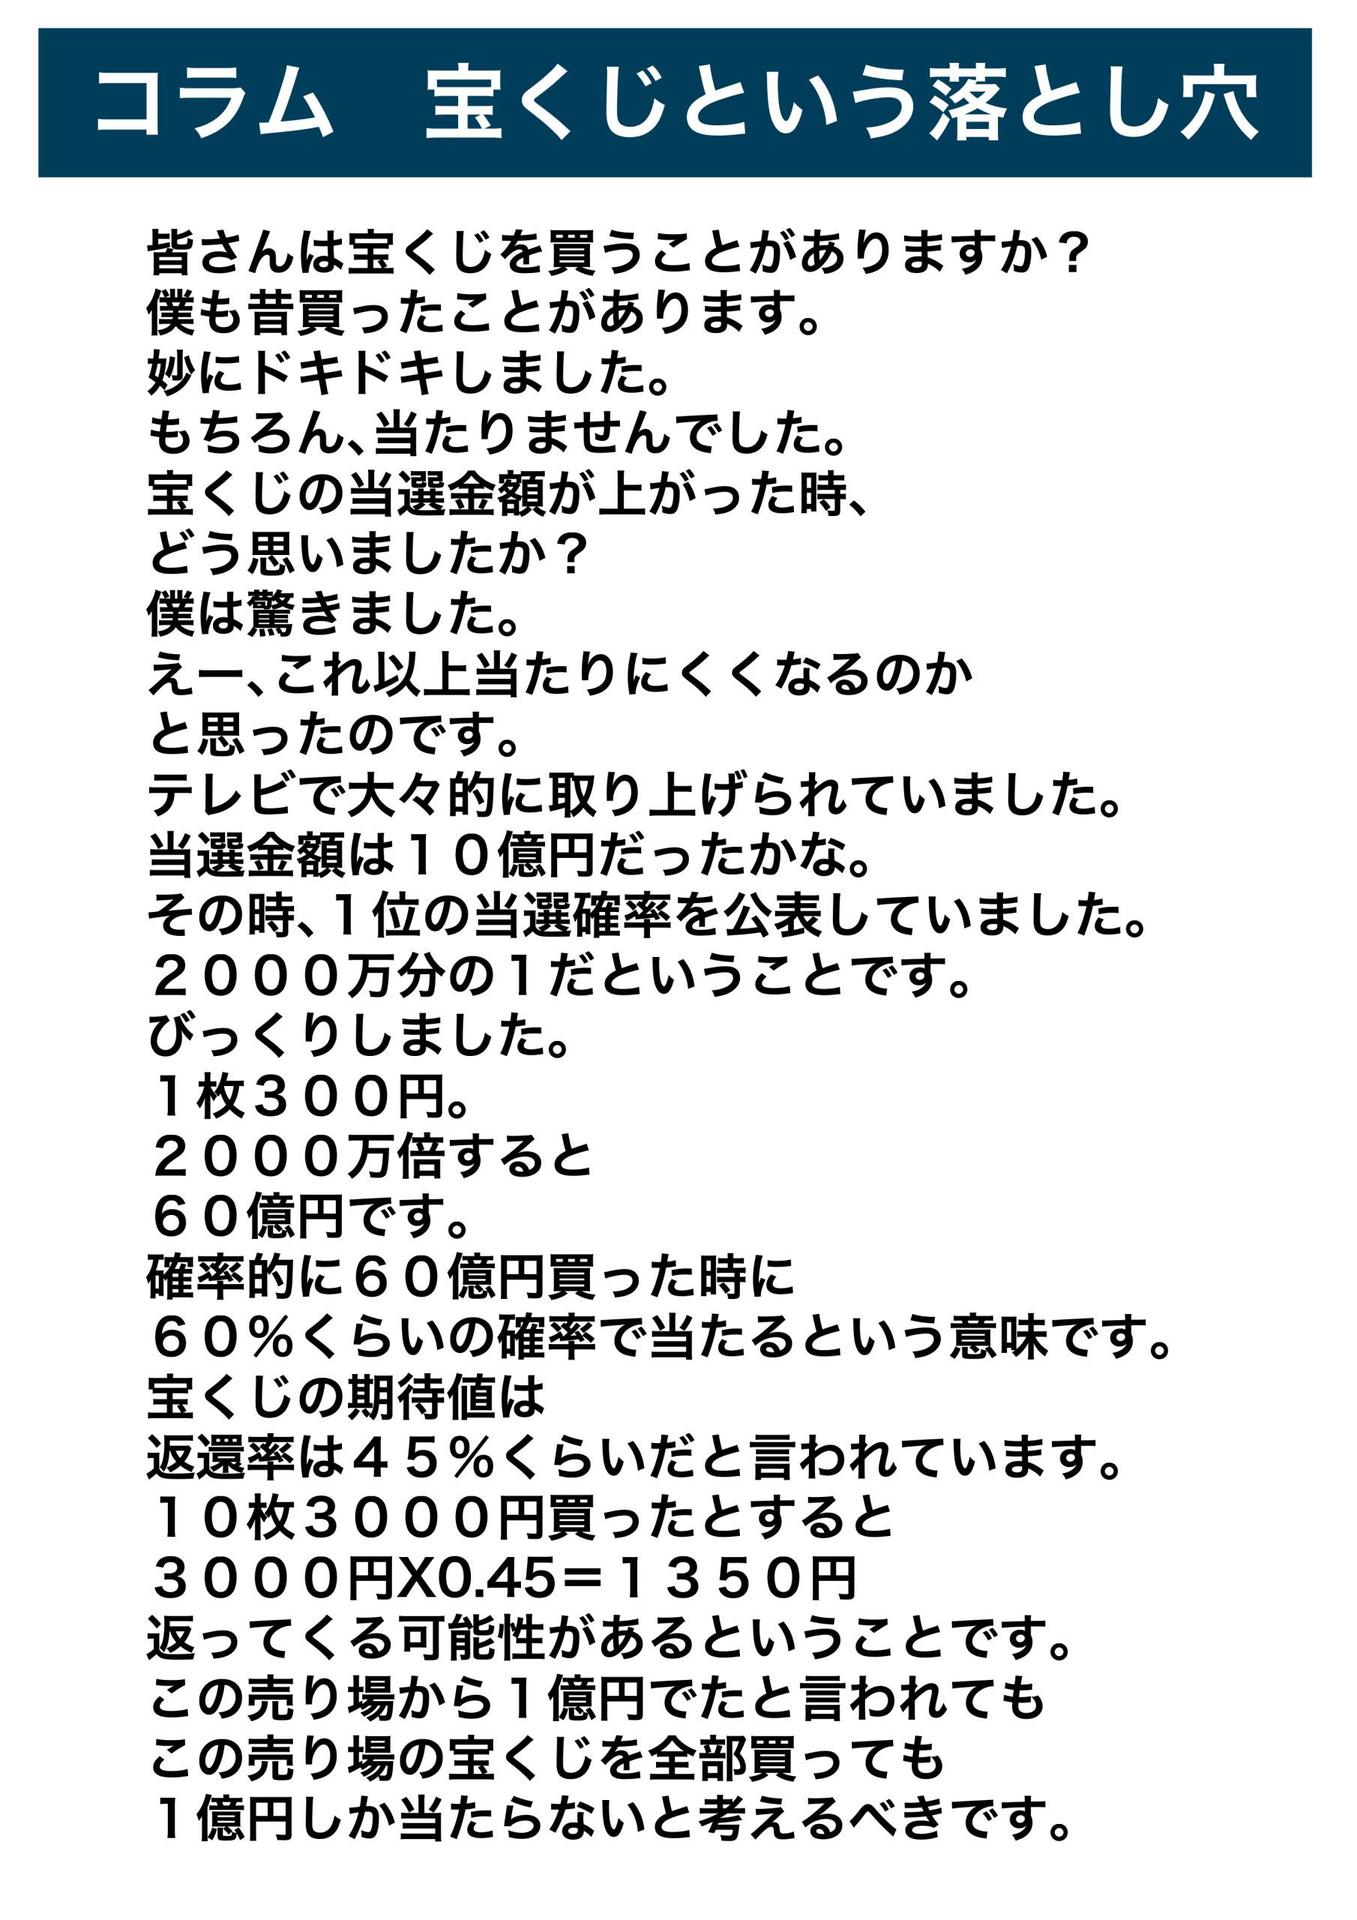 コラム　宝くじという落とし穴
皆さんは宝くじを買うことがありますか？
僕も昔買ったことがあります。
妙にドキドキしました。
もちろん、当たりませんでした。
宝くじの当選金額が上がった時、
どう思いましたか？
僕は驚きました。
えー、これ以上当たりにくくなるのか
と思ったのです。
テレビで大々的に取り上げられていました。
当選金額は１０億円だったかな。
その時、１位の当選確率を公表していました。
２０００万分の１だということです。
びっくりしました。
１枚３００円。
２０００万倍すると
６０億円です。
確率的に６０億円買った時に
６０％くらいの確率で当たるという意味です。
宝くじの期待値は
返還率は４５％くらいだと言われています。
１０枚３０００円買ったとすると
３０００円X0.45＝１３５０円
返ってくる可能性があるということです。
この売り場から１億円でたと言われても
この売り場の宝くじを全部買っても
１億円しか当たらないと考えるべきです。